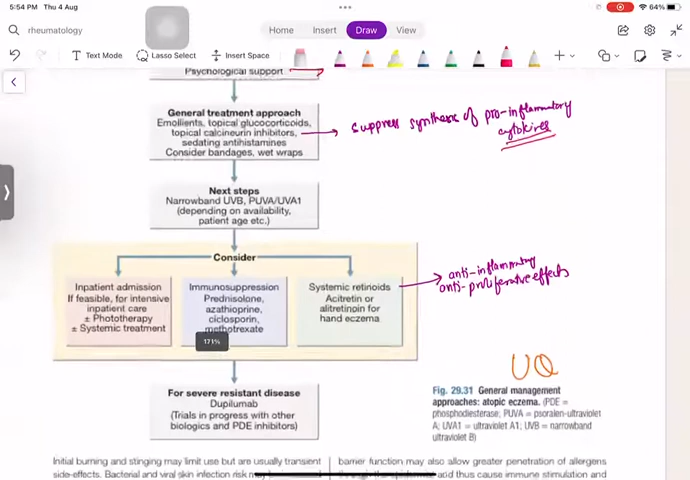 5:54 PM Thu 4 Aug
64%
rheumatology
Home
Insert
Draw
View
Text Mode
Lasso Select
Insert Space
Psychological support
General treatment approach
Emollients, topical glucocorticoids,
topical calcineurin inhibitors,
sedating antihistamines
Consider bandages, wet wraps
suppress synthesis of pro-inflammatory
cytokines
Next steps
Narrowband UVB, PUVA/UVA1
(depending on availability,
patient age etc.)
Consider
Inpatient admission
If feasible, for intensive
inpatient care
± Phototherapy
± Systemic treatment
Immunosuppression
Prednisolone,
azathioprine,
ciclosporin,
methotrexate
171%
Systemic retinoids
Acitretin or
alitretinpin for
hand eczema
anti-inflammatory
anti-proliferative effects
For severe resistant disease
Dupilumab
(Trials in progress with other
biologics and PDE inhibitors)
UQ
Fig. 29.31 General management
approaches: atopic eczema. (PDE =
phosphodiesterase, PUVA = psoralen-ultraviolet
A; UVA1 = ultraviolet A1; UVB = narrowband
ultraviolet B)
Initial burning and stinging may limit use but are usually transient
side-effects. Bacterial and viral skin infection risk
barrier function may also allow greater penetration of allergens
and thus cause immune stimulation and